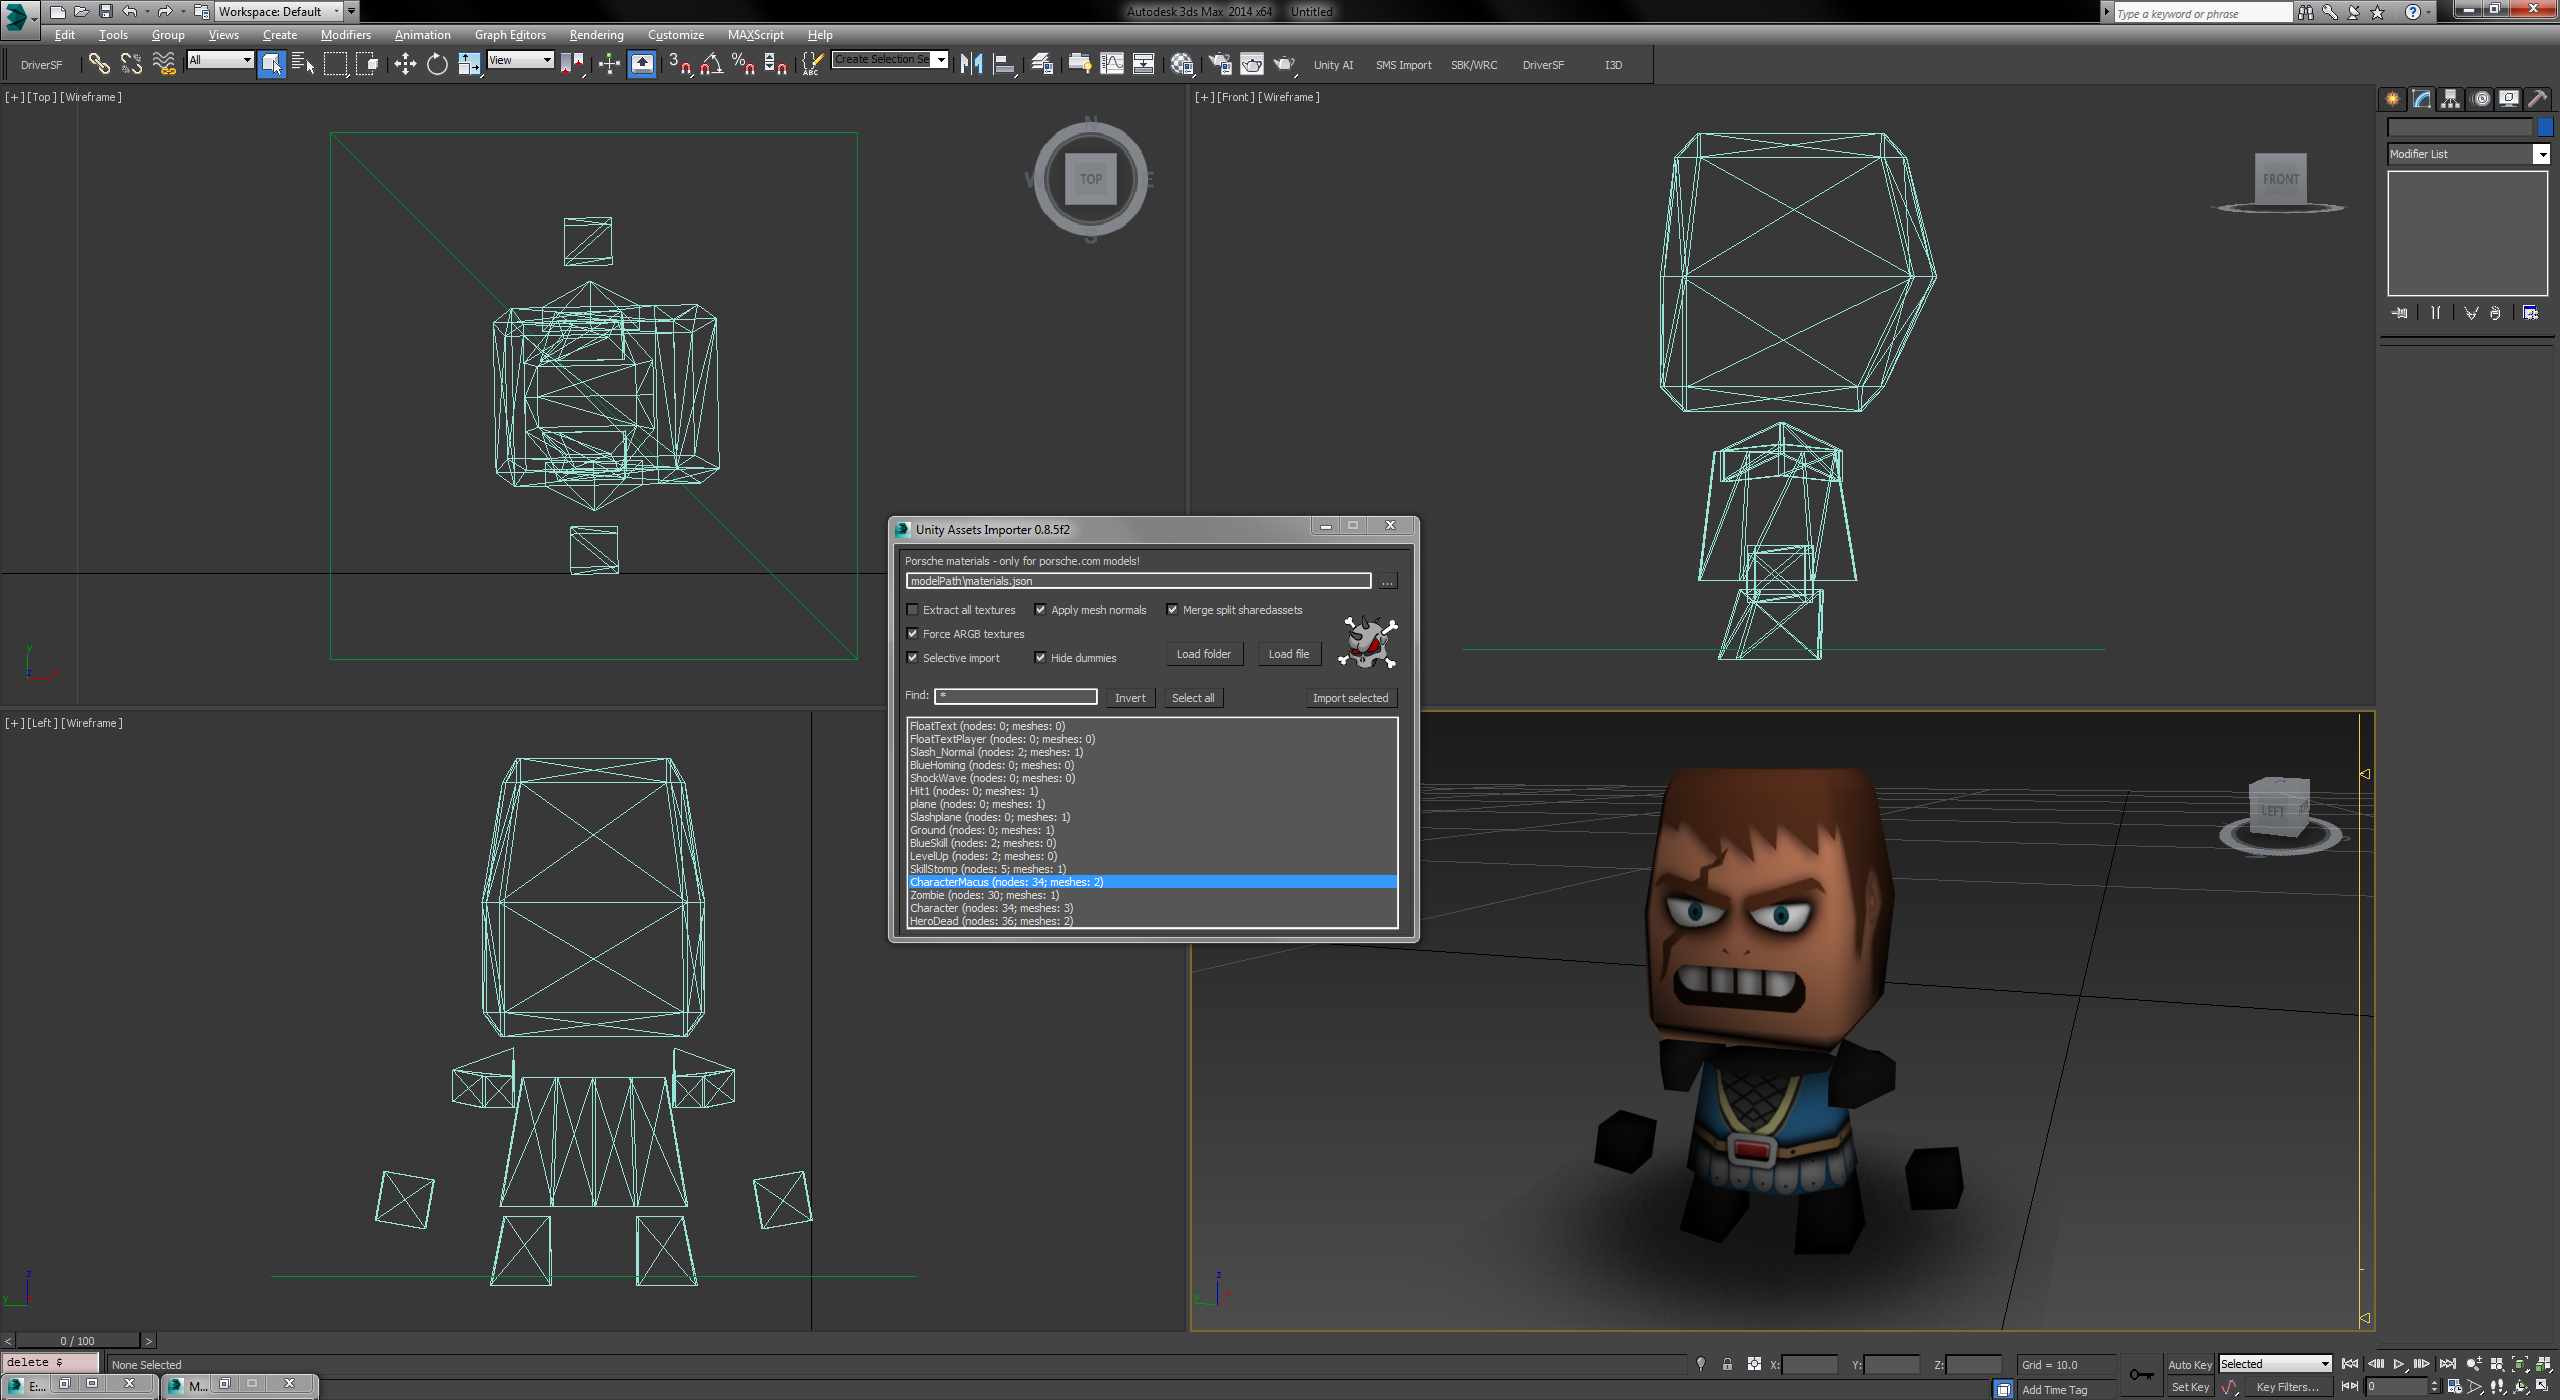 Workspace: Default
Autodesk 3ds Max 2014 x64 Untitled
Type a keyword or phrase
Edit Tools Group Views Create Modifiers Animation Graph Editors Rendering Customize MAXScript Help
DriverSF All View 3 % ABC Create Selection Se Unity AI SMS Import SBK/WRC DriverSF I3D
[+] [Top] [Wireframe]
[+] [Front] [Wireframe]
N
TOP
E
S
FRONT
Modifier List
y
z
Unity Assets Importer 0.8.5f2
Porsche materials - only for porsche.com models!
modelPath\materials.json ...
Extract all textures Apply mesh normals Merge split sharedassets
Force ARGB textures
Selective import Hide dummies Load folder Load file
Find: * Invert Select all Import selected
FloatText (nodes: 0; meshes: 0)
FloatTextPlayer (nodes: 0; meshes: 0)
Slash_Normal (nodes: 2; meshes: 1)
BlueHoming (nodes: 0; meshes: 0)
ShockWave (nodes: 0; meshes: 0)
Hit1 (nodes: 0; meshes: 1)
plane (nodes: 0; meshes: 1)
Slashplane (nodes: 0; meshes: 1)
Ground (nodes: 0; meshes: 1)
BlueSkill (nodes: 2; meshes: 0)
LevelUp (nodes: 2; meshes: 0)
SkillStomp (nodes: 5; meshes: 1)
CharacterMacus (nodes: 34; meshes: 2)
Zombie (nodes: 30; meshes: 1)
Character (nodes: 34; meshes: 3)
HeroDead (nodes: 36; meshes: 2)
[+] [Left] [Wireframe]
LEFT
z
y
z
< 0 / 100 >
delete $
None Selected X: Y: Z: Grid = 10.0 Auto Key Selected
E:... M... Add Time Tag Set Key Key Filters... 0